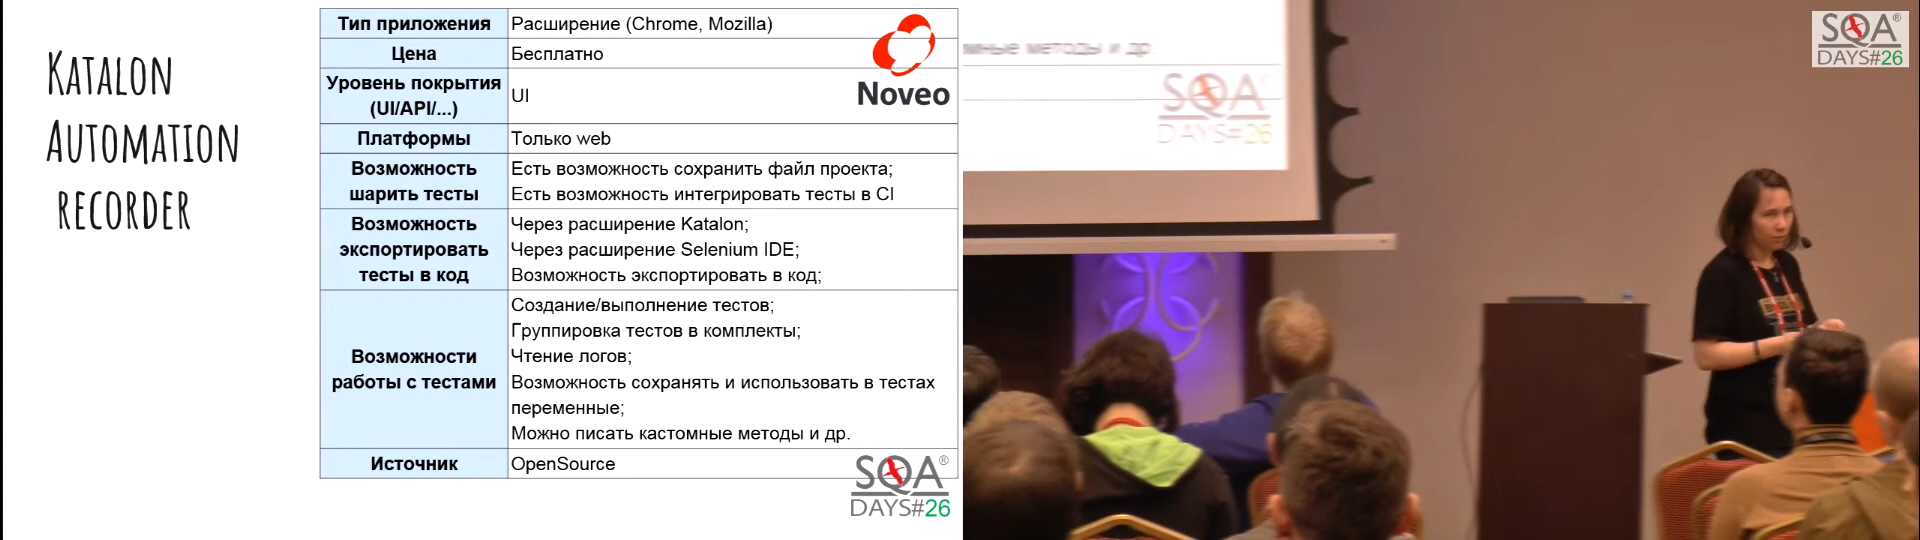 KATALON
AUTOMATION
RECORDER
Тип приложения
Расширение (Chrome, Mozilla)
Цена
Бесплатно
Уровень покрытия
(UI/API/...)
UI
Платформы
Только web
Возможность
шарить тесты
Есть возможность сохранить файл проекта;
Есть возможность интегрировать тесты в CI
Возможность
экспортировать
тесты в код
Через расширение Katalon;
Через расширение Selenium IDE;
Возможность экспортировать в код;
Возможности
работы с тестами
Создание/выполнение тестов;
Группировка тестов в комплекты;
Чтение логов;
Возможность сохранять и использовать в тестах
переменные;
Можно писать кастомные методы и др.
Источник
OpenSource
Noveo
SQA®
DAYS#26
методы и др.
SQA
DAYS#26
SQA®
DAYS#26